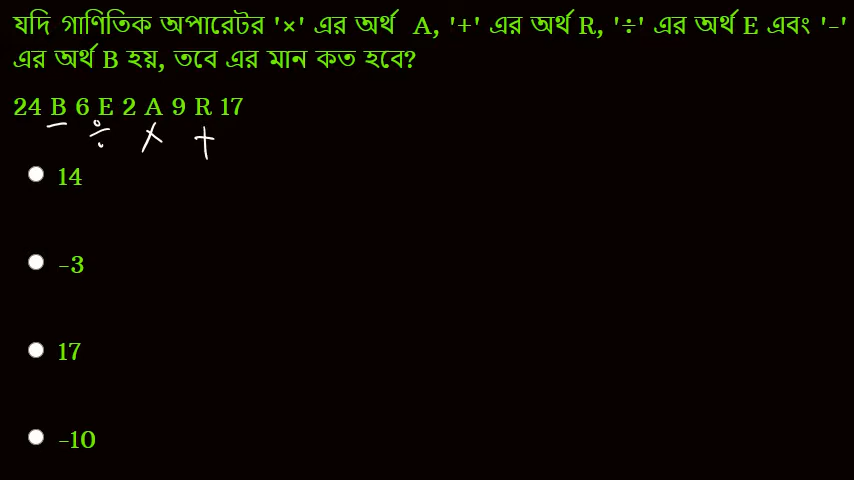 যদি গাণিতিক অপারেটর '×' এর অর্থ A, '+' এর অর্থ R, '÷' এর অর্থ E এবং '-'
এর অর্থ B হয়, তবে এর মান কত হবে?
24 B 6 E 2 A 9 R 17
− ÷ × +
14
-3
17
-10